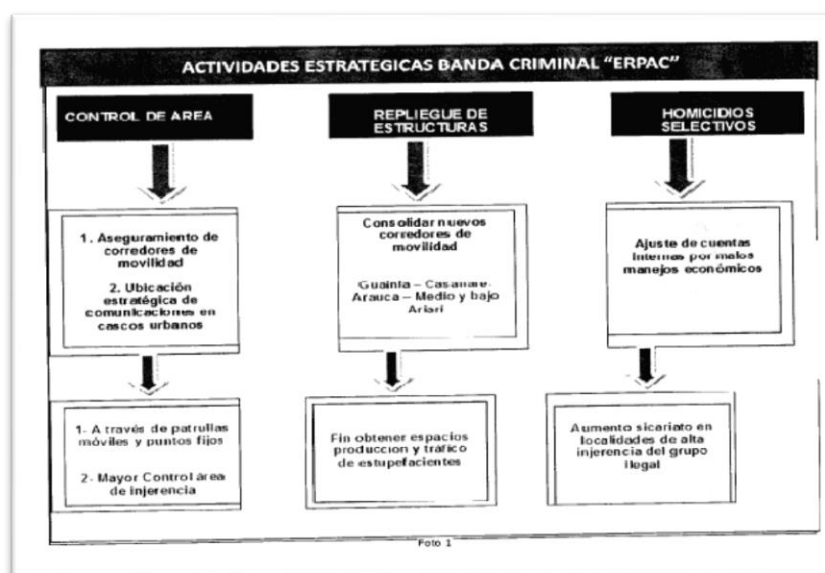 ACTIVIDADES ESTRATEGICAS BANDA CRIMINAL “ERPAC”
CONTROL DE AREA
1. Aseguramiento de
corredores de
movilidad
2. Ubicación
estratégica de
comunicaciones en
cascos urbanos
1- A través de patrullas
móviles y puntos fijos
2- Mayor Control área
de injerencia
REPLIEGUE DE
ESTRUCTURAS
Consolidar nuevos
corredores de
movilidad
Guainía – Casanare-
Arauca – Medio y bajo
Ariari
Fin obtener espacios
produccion y tráfico
de estupefacientes
HOMICIDIOS
SELECTIVOS
Ajuste de cuentas
Internas por malos
manejos económicos
Aumento sicariato en
localidades de alta
injerencia del grupo
ilegal
Foto 1